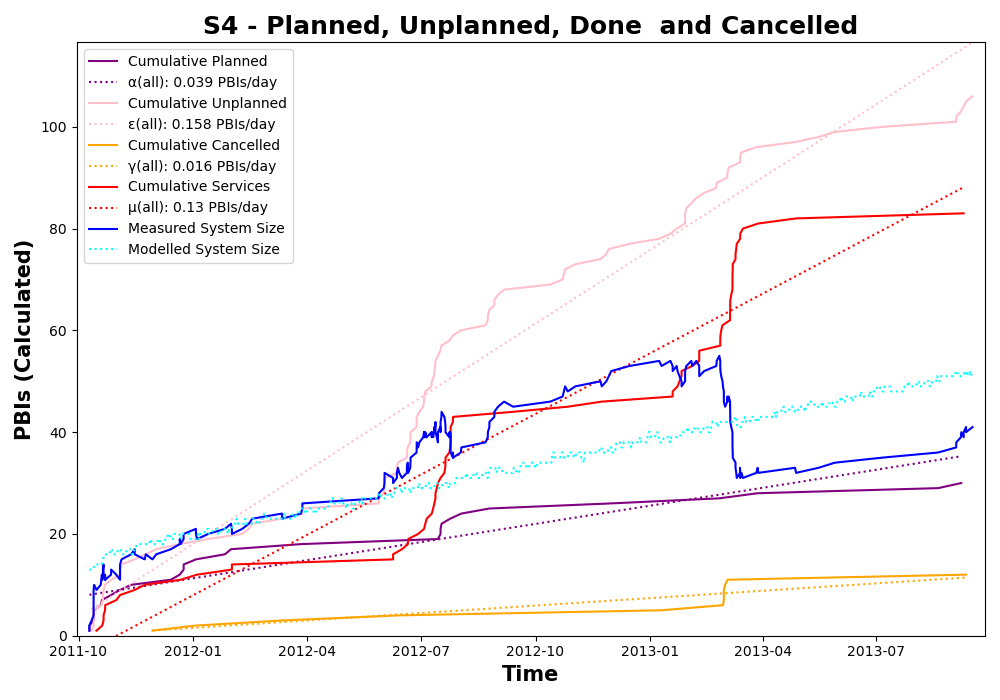 S4 - Planned, Unplanned, Done  and Cancelled
Cumulative Planned
α(all): 0.039 PBIs/day
Cumulative Unplanned
ε(all): 0.158 PBIs/day
Cumulative Cancelled
γ(all): 0.016 PBIs/day
Cumulative Services
μ(all): 0.13 PBIs/day
Measured System Size
Modelled System Size
PBIs (Calculated)
100
80
60
40
20
0
2011-10 2012-01 2012-04 2012-07 2012-10 2013-01 2013-04 2013-07
Time